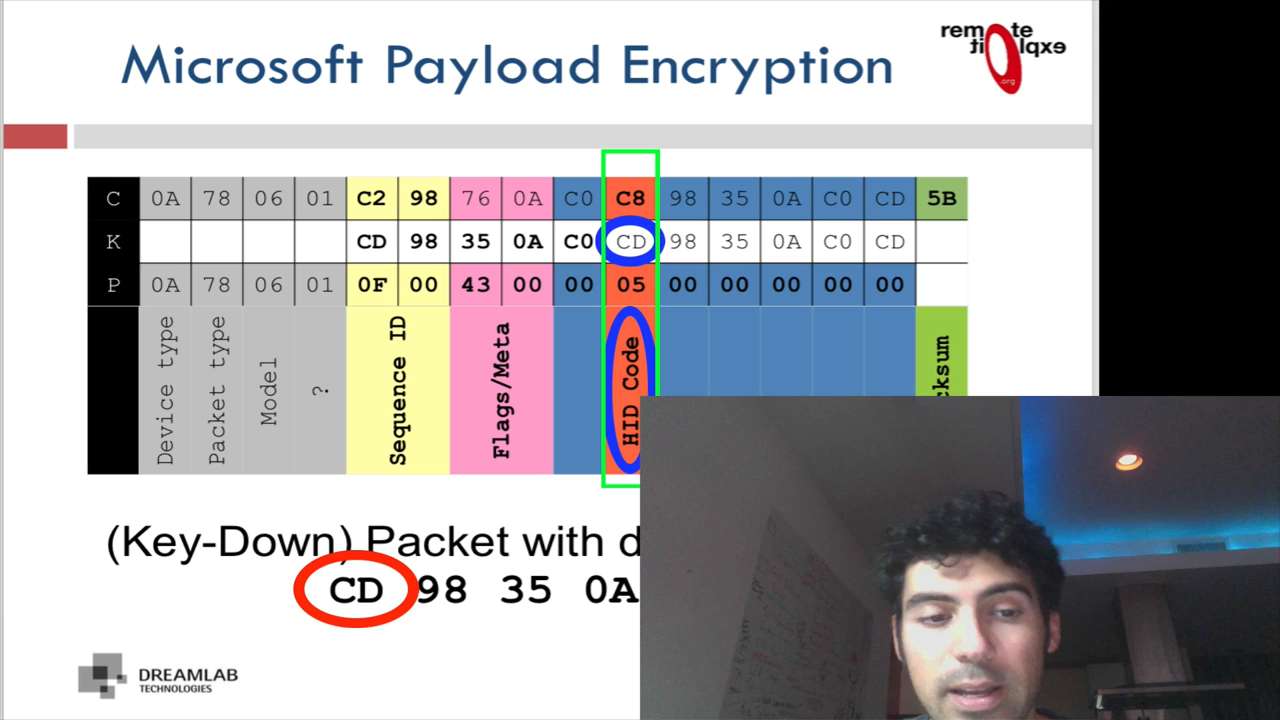 Microsoft Payload Encryption
rem te
exploit
.org
C 0A 78 06 01 C2 98 76 0A C0 C8 98 35 0A C0 CD 5B
K CD 98 35 0A C0 CD 98 35 0A C0 CD
P 0A 78 06 01 0F 00 43 00 00 05 00 00 00 00 00
Device type
Packet type
Model
?
Sequence ID
Flags/Meta
HID Code
cksum
(Key-Down) Packet with d
CD 98 35 0A
DREAMLAB
TECHNOLOGIES